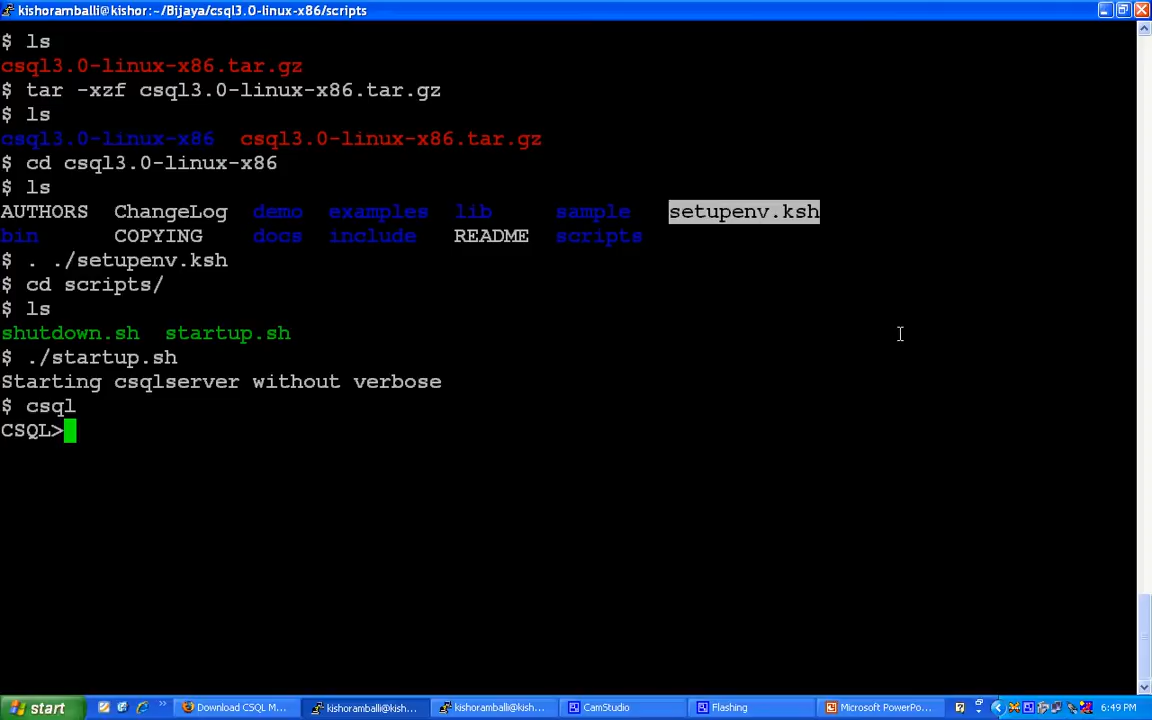 kishoramballi@kishor:~/Bijaya/csql3.0-linux-x86/scripts
$ ls
csql3.0-linux-x86.tar.gz
$ tar -xzf csql3.0-linux-x86.tar.gz
$ ls
csql3.0-linux-x86  csql3.0-linux-x86.tar.gz
$ cd csql3.0-linux-x86
$ ls
AUTHORS  ChangeLog  demo  examples  lib     sample   setupenv.ksh
bin      COPYING    docs  include   README  scripts
$ . ./setupenv.ksh
$ cd scripts/
$ ls
shutdown.sh  startup.sh
$ ./startup.sh
Starting csqlserver without verbose
$ csql
CSQL>
start  Download CSQL M...  kishoramballi@kish...  kishoramballi@kish...  CamStudio  Flashing  Microsoft PowerPo...  6:49 PM